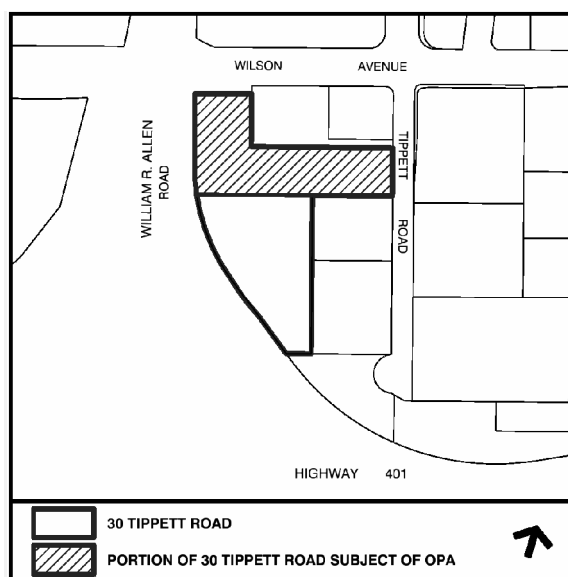 WILSON AVENUE
WILLIAM R. ALLEN
ROAD
TIPPETT ROAD
HIGHWAY 401
30 TIPPETT ROAD
PORTION OF 30 TIPPETT ROAD SUBJECT OF OPA